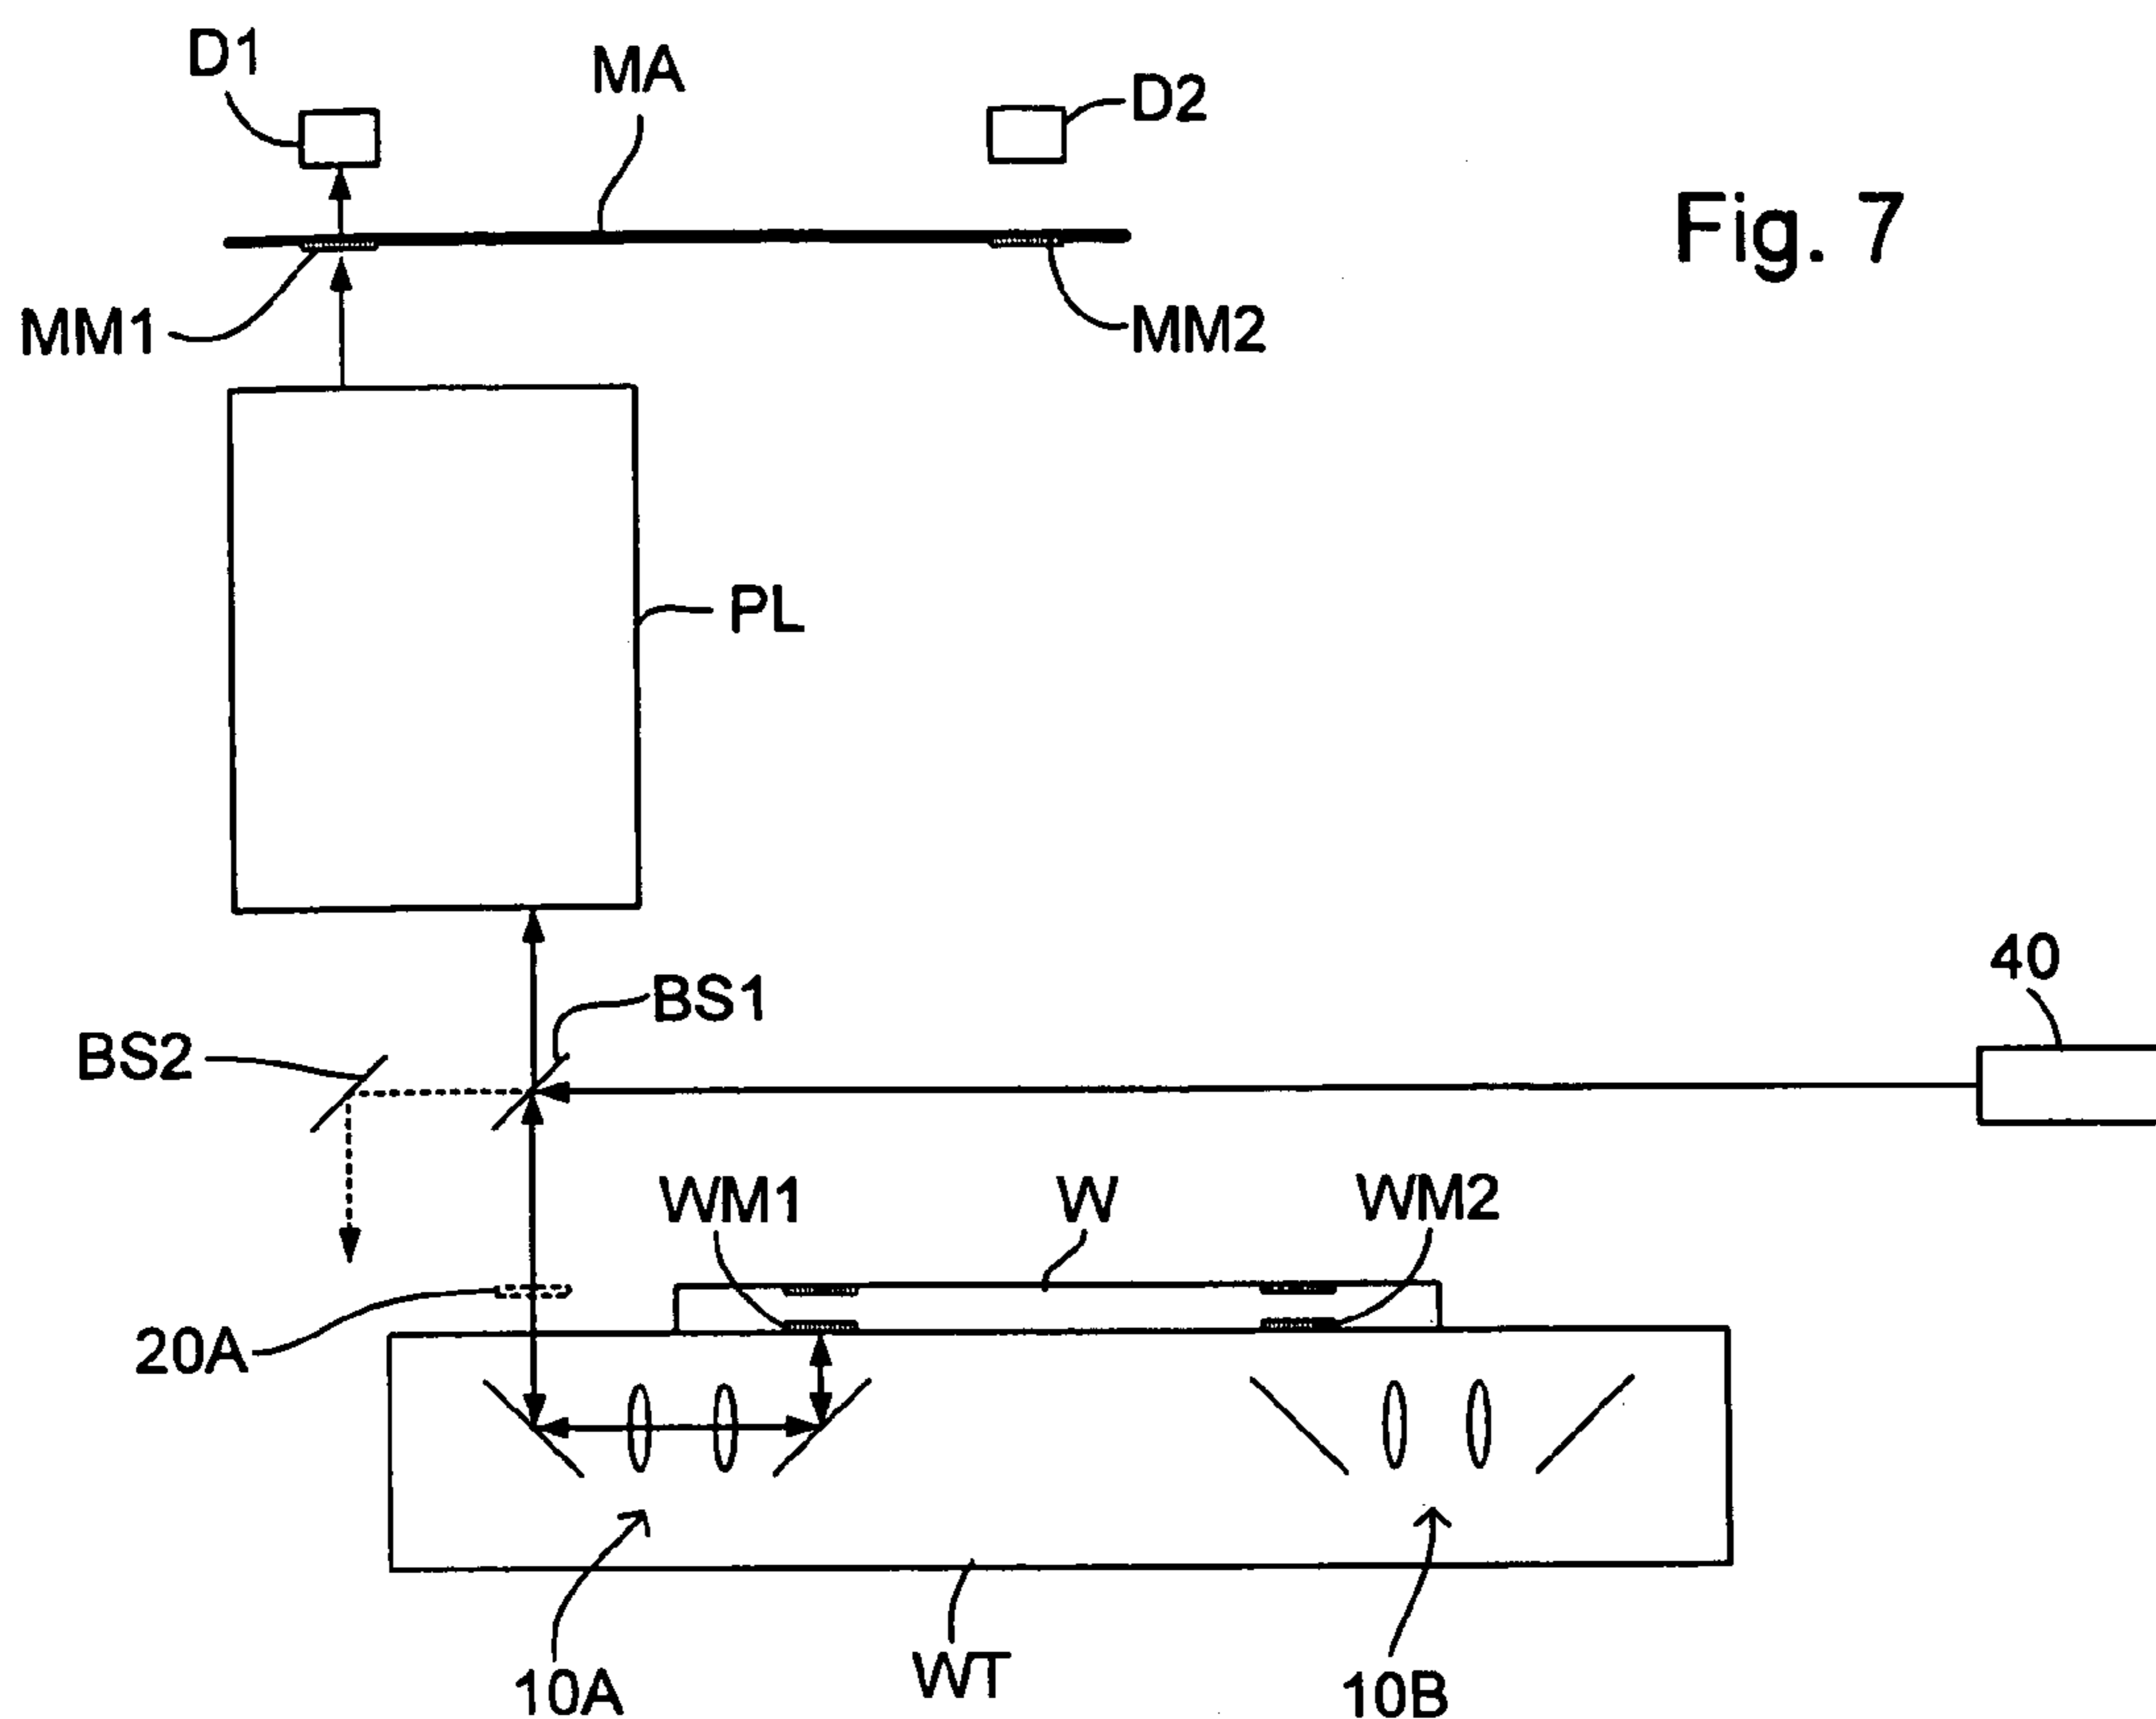 D1
MA
D2
Fig. 7
MM1
MM2
PL
40
BS1
BS2
WM1
W
WM2
20A
10A
WT
10B